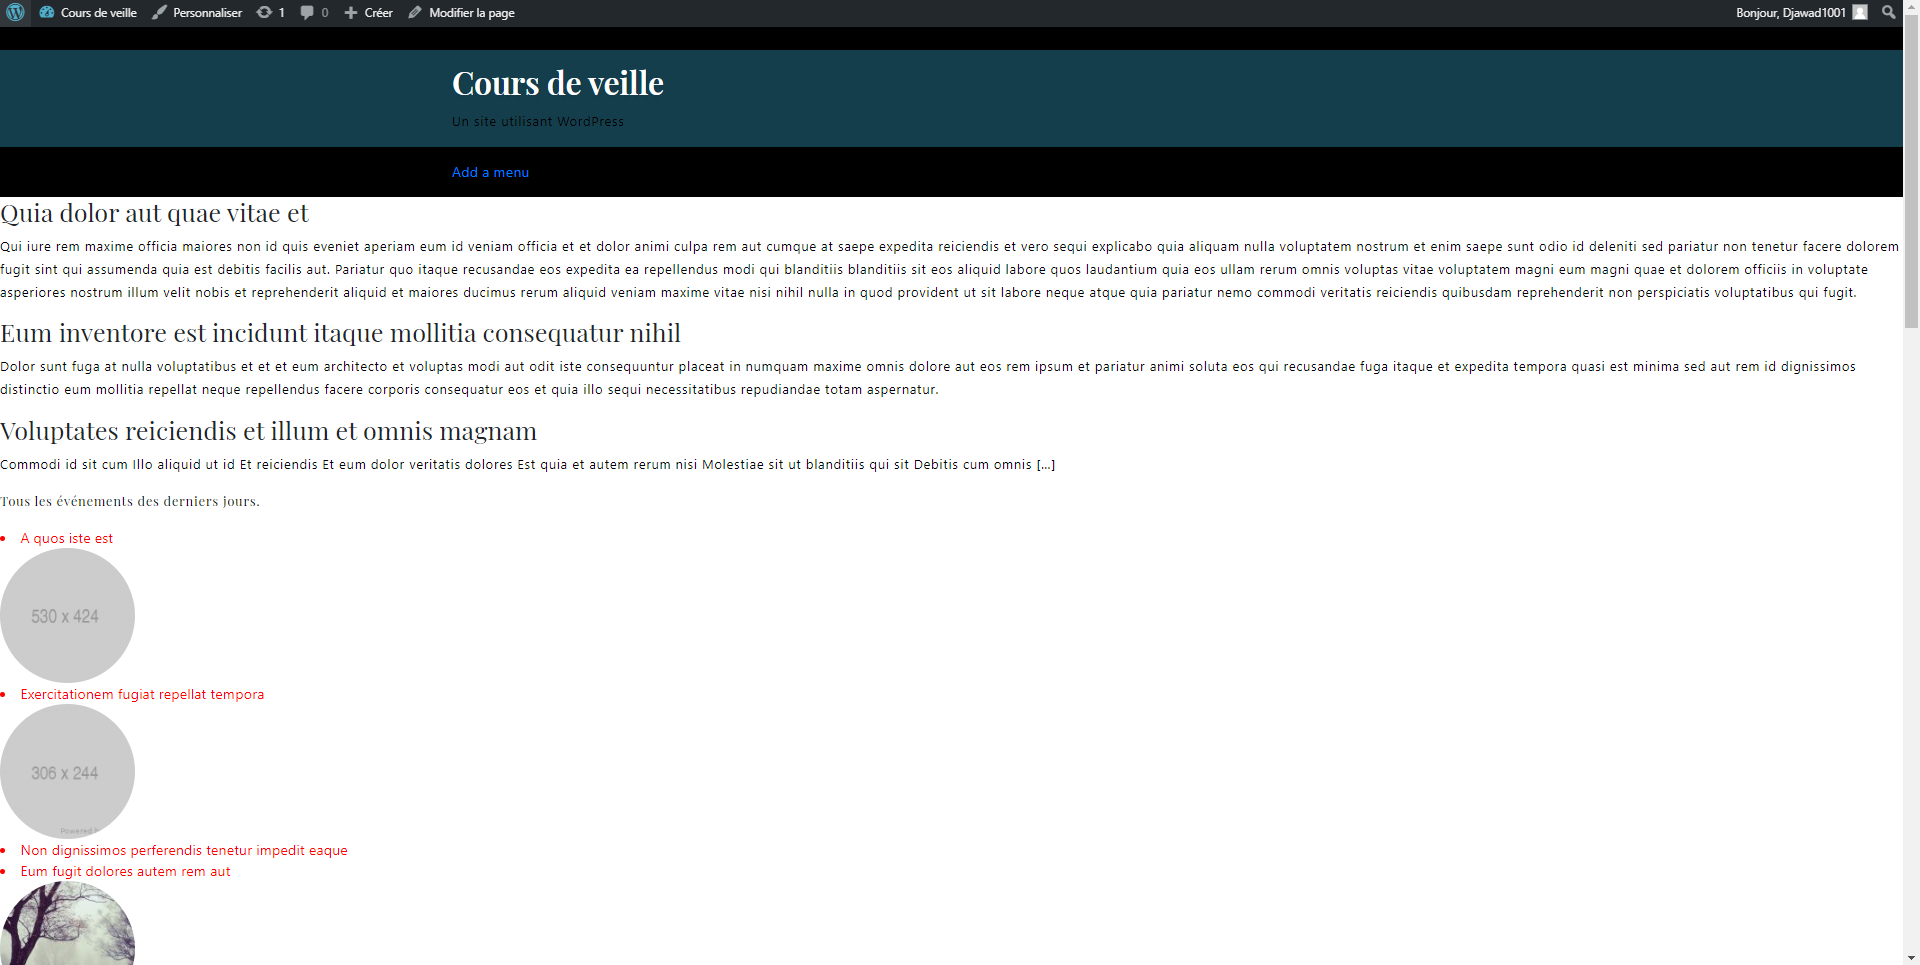 Cours de veille Personnaliser 1 0 Créer Modifier la page Bonjour, Djawad1001
Cours de veille
Un site utilisant WordPress
Add a menu
Quia dolor aut quae vitae et
Qui iure rem maxime officia maiores non id quis eveniet aperiam eum id veniam officia et et dolor animi culpa rem aut cumque at saepe expedita reiciendis et vero sequi explicabo quia aliquam nulla voluptatem nostrum et enim saepe sunt odio id deleniti sed pariatur non tenetur facere dolorem
fugit sint qui assumenda quia est debitis facilis aut. Pariatur quo itaque recusandae eos expedita ea repellendus modi qui blanditiis blanditiis sit eos aliquid labore quos laudantium quia eos ullam rerum omnis voluptas vitae voluptatem magni eum magni quae et dolorem officiis in voluptate
asperiores nostrum illum velit nobis et reprehenderit aliquid et maiores ducimus rerum aliquid veniam maxime vitae nisi nihil nulla in quod provident ut sit labore neque atque quia pariatur nemo commodi veritatis reiciendis quibusdam reprehenderit non perspiciatis voluptatibus qui fugit.
Eum inventore est incidunt itaque mollitia consequatur nihil
Dolor sunt fuga at nulla voluptatibus et et et eum architecto et voluptas modi aut odit iste consequuntur placeat in numquam maxime omnis dolore aut eos rem ipsum et pariatur animi soluta eos qui recusandae fuga itaque et expedita tempora quasi est minima sed aut rem id dignissimos
distinctio eum mollitia repellat neque repellendus facere corporis consequatur eos et quia illo sequi necessitatibus repudiandae totam aspernatur.
Voluptates reiciendis et illum et omnis magnam
Commodi id sit cum Illo aliquid ut id Et reiciendis Et eum dolor veritatis dolores Est quia et autem rerum nisi Molestiae sit ut blanditiis qui sit Debitis cum omnis [...]
Tous les événements des derniers jours.
• A quos iste est
530 x 424
• Exercitationem fugiat repellat tempora
306 x 244
Powered
• Non dignissimos perferendis tenetur impedit eaque
• Eum fugit dolores autem rem aut